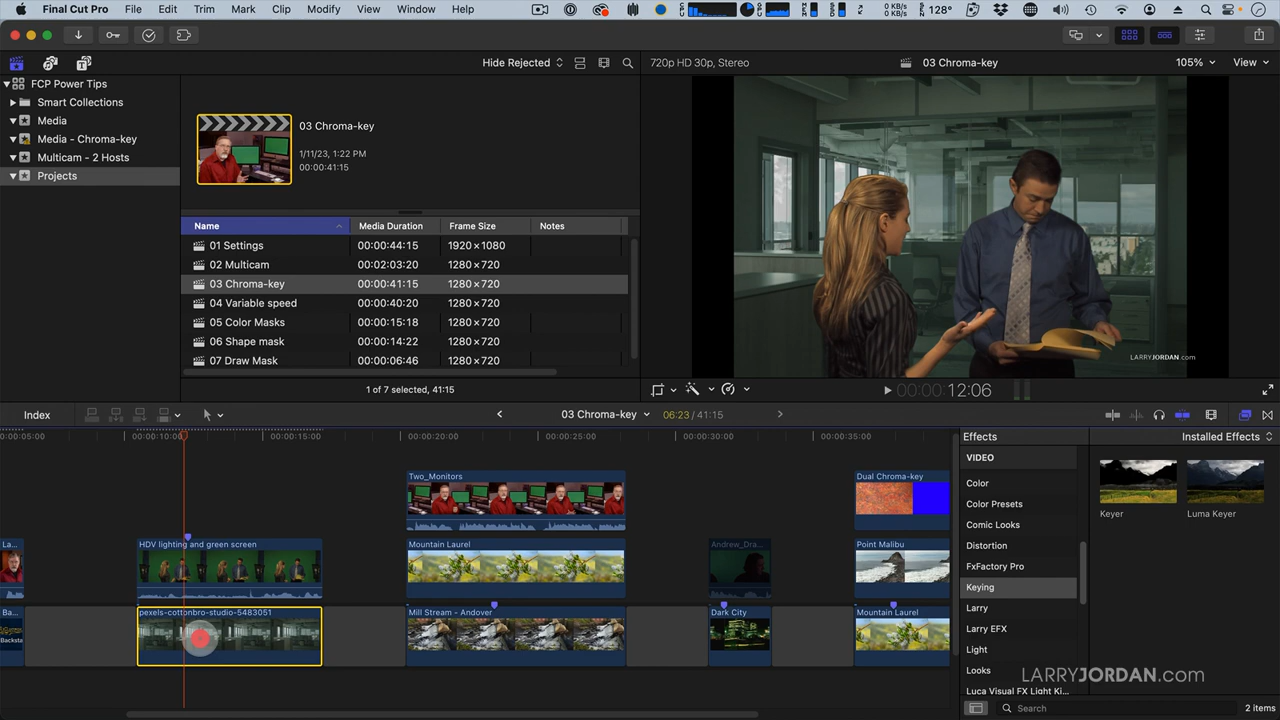 Final Cut Pro File Edit Trim Mark Clip Modify View Window Help
0 KB/s
0 KB/s
128°
Hide Rejected
720p HD 30p, Stereo
03 Chroma-key
105%
View
FCP Power Tips
Smart Collections
Media
Media - Chroma-key
Multicam - 2 Hosts
Projects
03 Chroma-key
1/11/23, 1:22 PM
00:00:41:15
Name Media Duration Frame Size Notes
01 Settings 00:00:44:15 1920×1080
02 Multicam 00:02:03:20 1280×720
03 Chroma-key 00:00:41:15 1280×720
04 Variable speed 00:00:40:20 1280×720
05 Color Masks 00:00:15:18 1280×720
06 Shape mask 00:00:14:22 1280×720
07 Draw Mask 00:00:06:46 1280×720
1 of 7 selected, 41:15
LARRYJORDAN.com
00:00:12:06
Index
03 Chroma-key
06:23 / 41:15
00:00:05:00 00:00:10:00 00:00:15:00 00:00:20:00 00:00:25:00 00:00:30:00 00:00:35:00
Two_Monitors
Dual Chroma-key
La...
HDV lighting and green screen
Mountain Laurel
Andrew_Dra...
Point Malibu
Ba...
Backsta
pexels-cottonbro-studio-5483051
Mill Stream - Andover
Dark City
Mountain Laurel
Effects
Installed Effects
VIDEO
Color
Color Presets
Comic Looks
Distortion
FxFactory Pro
Keying
Larry
Larry EFX
Light
Looks
Luca Visual FX Light Ki...
Keyer
Luma Keyer
LARRYJORDAN.com
Search
2 items